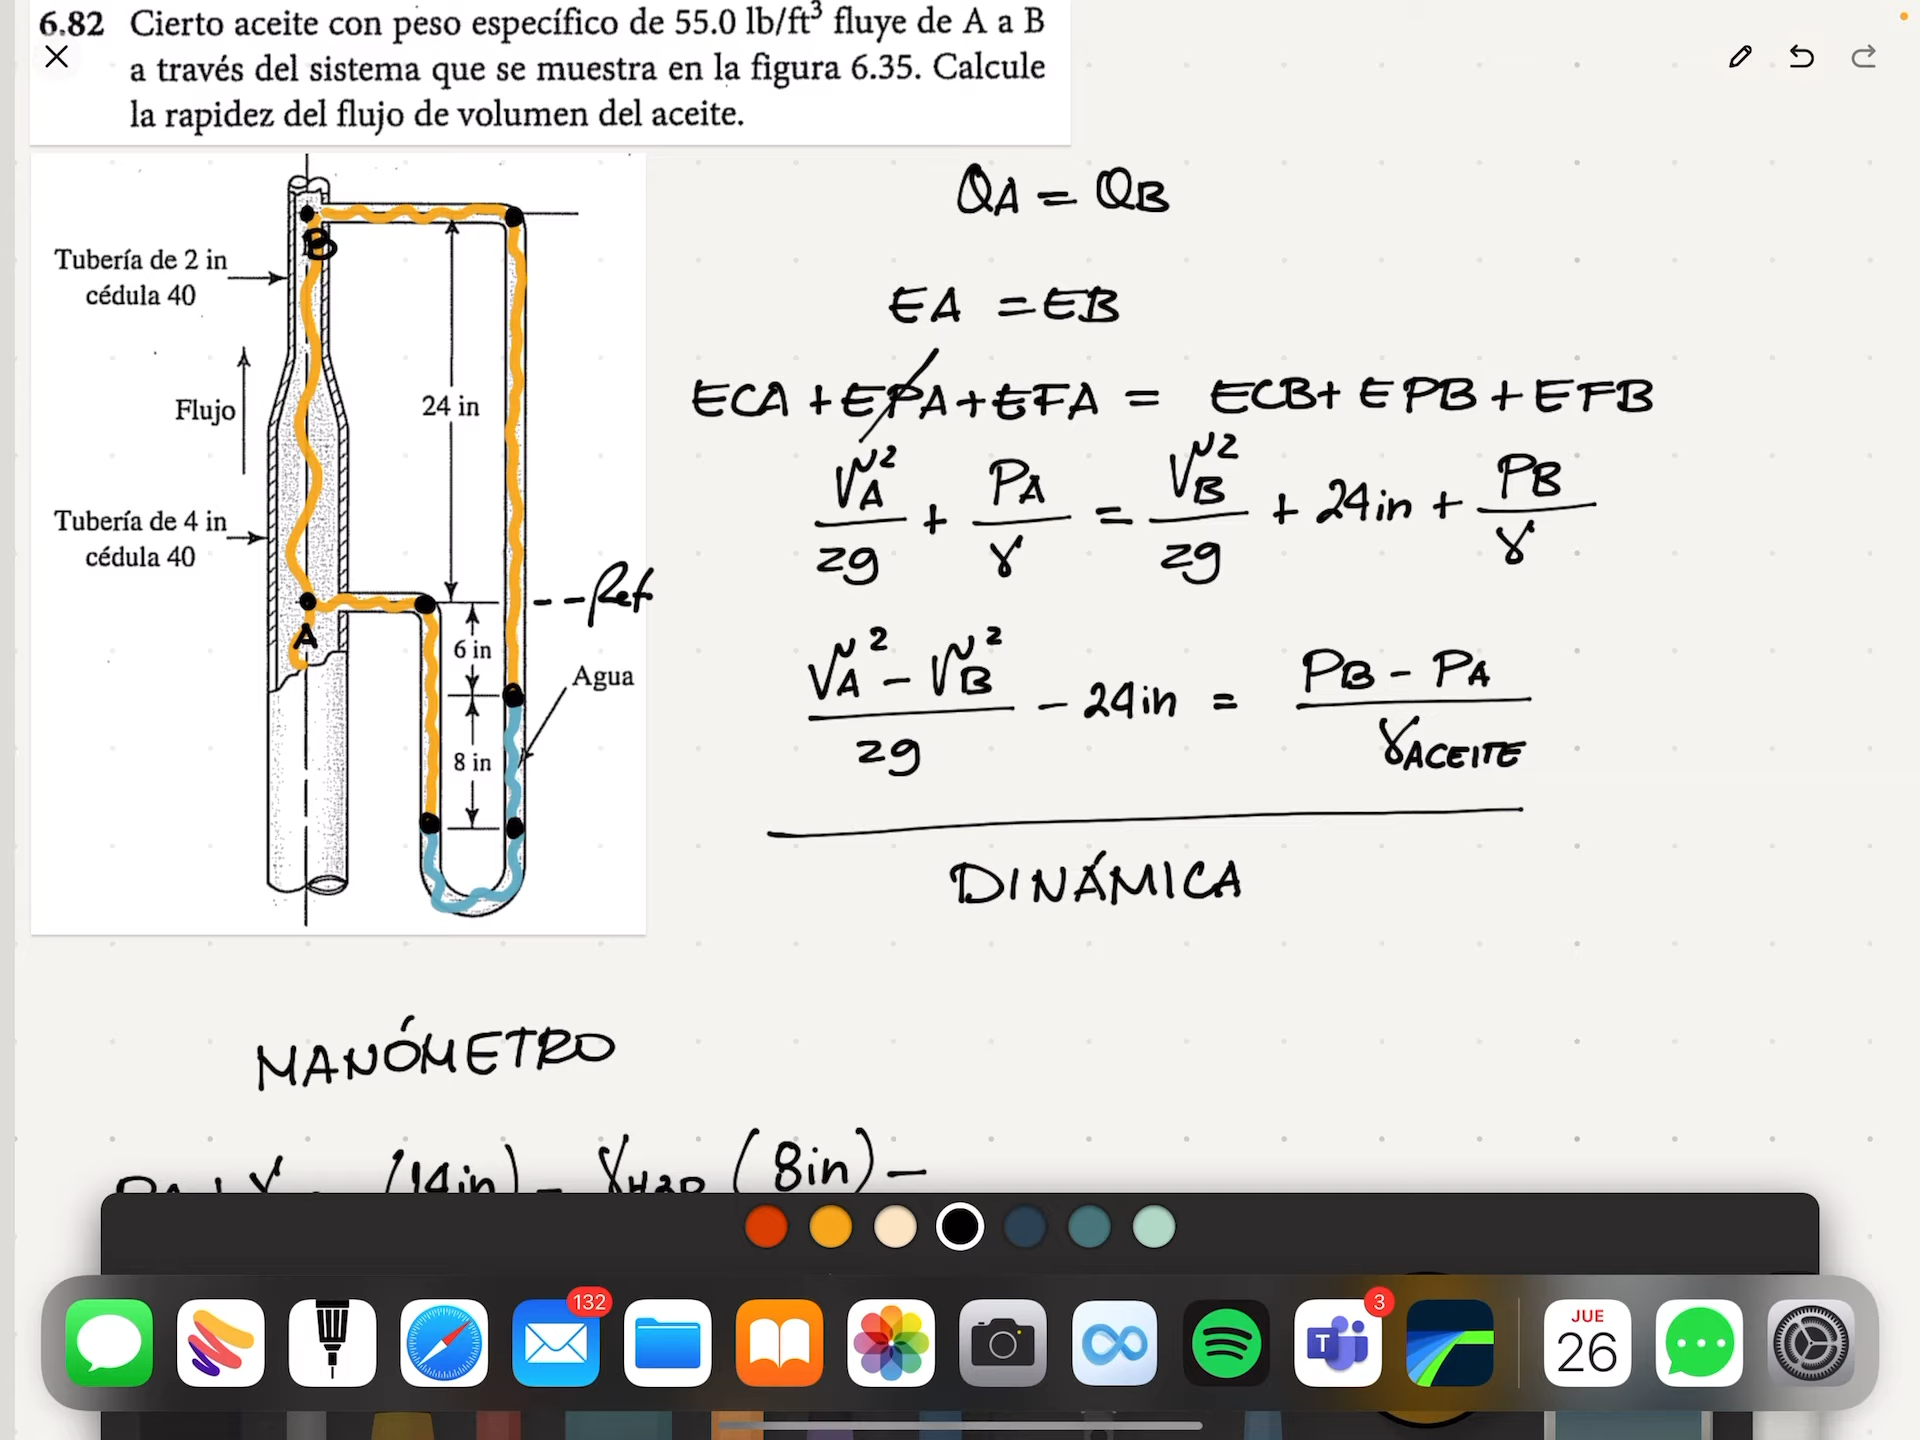 6.82 Cierto aceite con peso específico de 55.0 lb/ft³ fluye de A a B
a través del sistema que se muestra en la figura 6.35. Calcule
la rapidez del flujo de volumen del aceite.
QA = QB
B
Tubería de 2 in
cédula 40
EA = EB
Flujo
24 in
ECA + EPA + EFA = ECB + EPB + EFB
VA²/2g + PA/γ = VB²/2g + 24in + PB/γ
Tubería de 4 in
cédula 40
Ref
A
6 in
Agua
VA² - VB²/2g - 24in = PB - PA/γACEITE
8 in
DINÁMICA
MANÓMETRO
(14in) - γH2O (8in) -
132
3
JUE
26